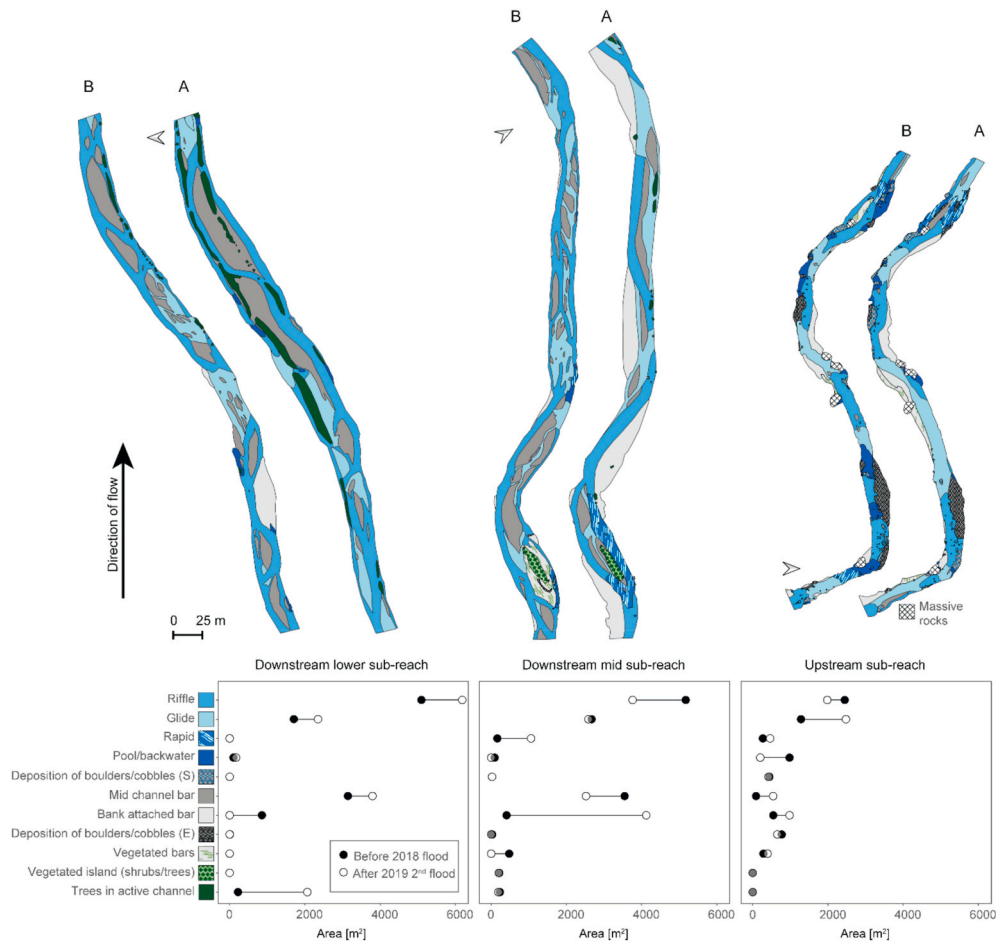 B
A
B
A
B
A
Direction of flow
0 25 m
Massive
rocks
Downstream lower sub-reach
Downstream mid sub-reach
Upstream sub-reach
Riffle
Glide
Rapid
Pool/backwater
Deposition of boulders/cobbles (S)
Mid channel bar
Bank attached bar
Deposition of boulders/cobbles (E)
Vegetated bars
Vegetated island (shrubs/trees)
Trees in active channel
Before 2018 flood
After 2019 2nd flood
0 2000 4000 6000
0 2000 4000 6000
0 2000 4000 6000
Area [m²]
Area [m²]
Area [m²]